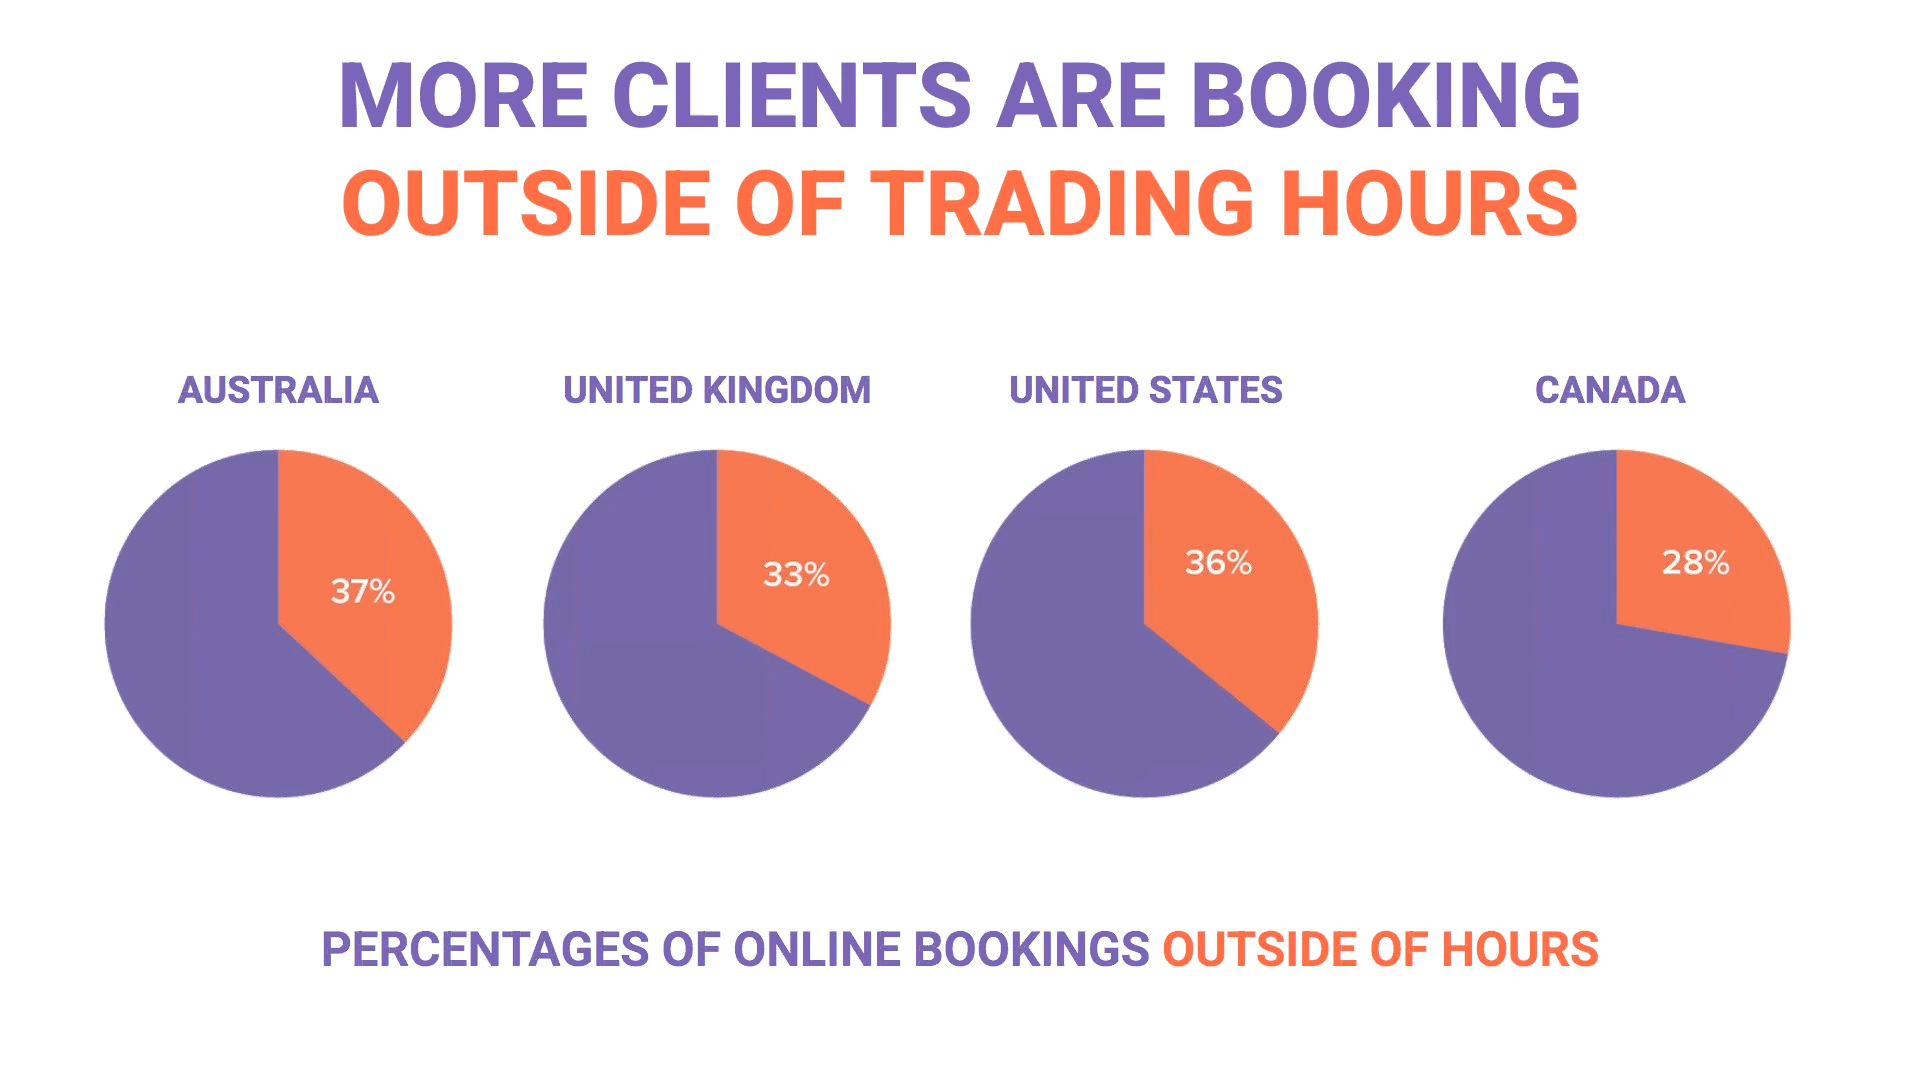 MORE CLIENTS ARE BOOKING
OUTSIDE OF TRADING HOURS
AUSTRALIA
UNITED KINGDOM
UNITED STATES
CANADA
37%
33%
36%
28%
PERCENTAGES OF ONLINE BOOKINGS OUTSIDE OF HOURS